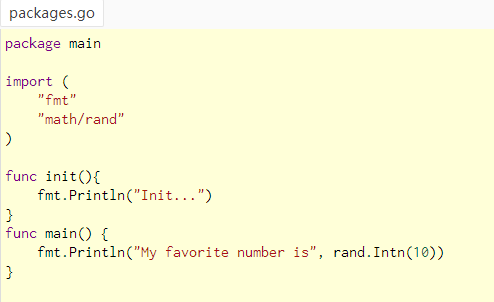 packages.go
package main
import (
    "fmt"
    "math/rand"
)
func init(){
    fmt.Println("Init...")
}
func main() {
    fmt.Println("My favorite number is", rand.Intn(10))
}